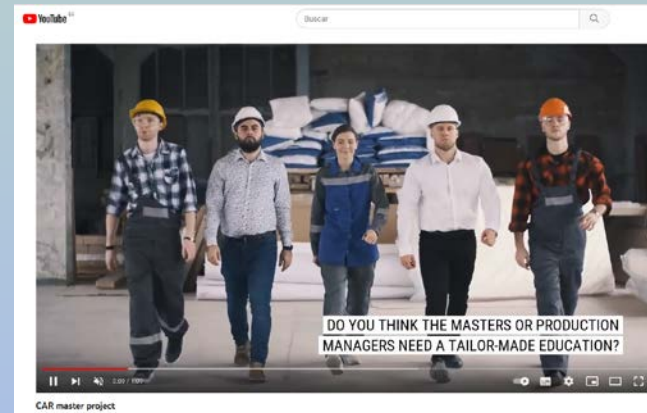 YouTube
Buscar
DO YOU THINK THE MASTERS OR PRODUCTION
MANAGERS NEED A TAILOR-MADE EDUCATION?
CAR master project